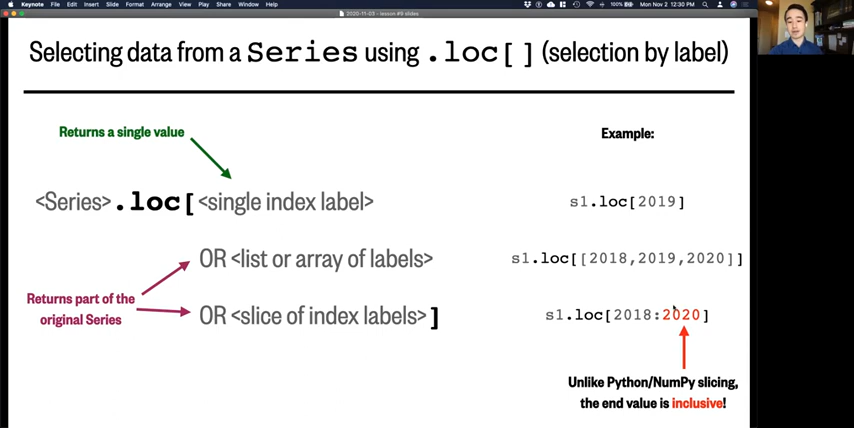 Keynote File Edit Insert Slide Format Arrange View Play Share Window Help 100% Mon Nov 2 12:30 PM
2020-11-03 - lesson #9 slides
Selecting data from a Series using .loc[ ] (selection by label)
Returns a single value
Example:
<Series>.loc[<single index label>
s1.loc[2019]
OR <list or array of labels>
s1.loc[[2018,2019,2020]]
Returns part of the
original Series
OR <slice of index labels>]
s1.loc[2018:2020]
Unlike Python/NumPy slicing,
the end value is inclusive!